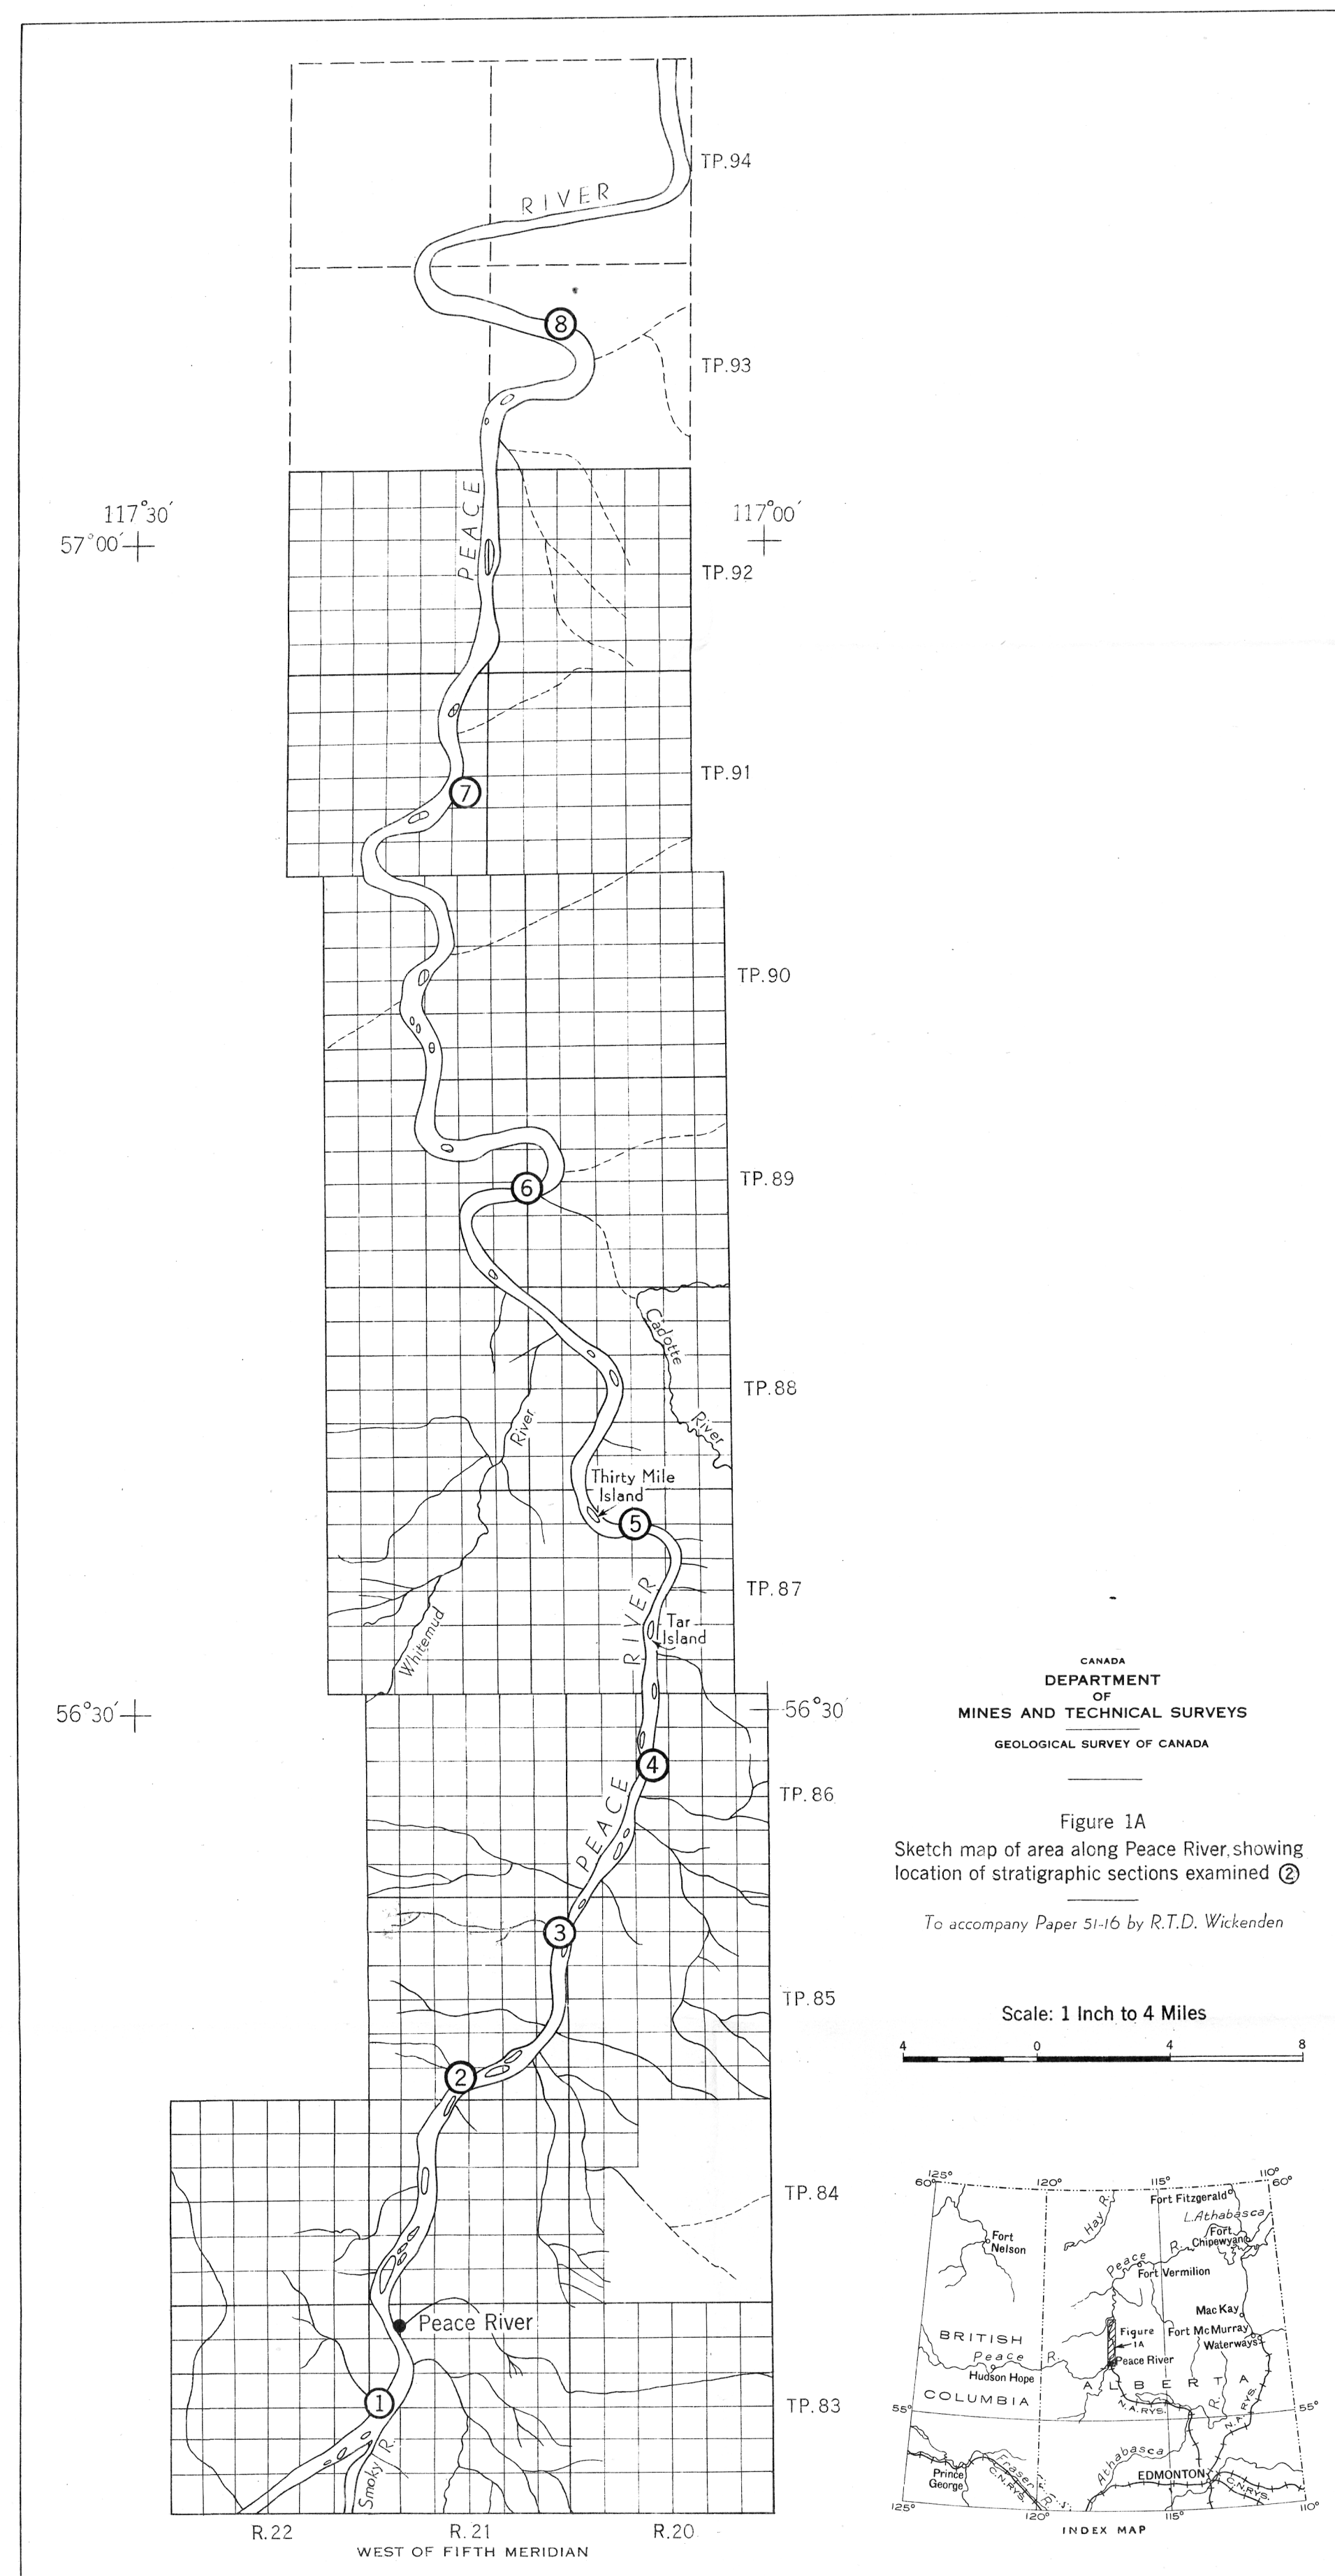 TP.94
RIVER
8
TP.93
117°30′
57°00′
PEACE
117°00′
TP.92
TP.91
7
TP.90
TP.89
6
Cadotte
River
TP.88
River
Thirty Mile
Island
5
TP.87
RIVER
Tar
Island
Whitemud
56°30′
56°30′
4
TP.86
PEACE
3
TP.85
2
TP.84
Peace River
1
TP.83
Smoky R.
R.22
R.21
R.20
WEST OF FIFTH MERIDIAN
CANADA
DEPARTMENT
OF
MINES AND TECHNICAL SURVEYS
GEOLOGICAL SURVEY OF CANADA
Figure 1A
Sketch map of area along Peace River, showing
location of stratigraphic sections examined 2
To accompany Paper 51-16 by R.T.D. Wickenden
Scale: 1 Inch to 4 Miles
4 0 4 8
125° 120° 115° 110°
60° 60°
Fort Fitzgerald
Hay R.
L. Athabasca
Fort
Nelson
Fort
Chipewyan
Peace R.
Fort Vermilion
MacKay
Figure
1A
Fort McMurray
Waterways
BRITISH
Peace R.
Peace River
Hudson Hope
ALBERTA
COLUMBIA
N.A.RYS.
R.
N.A.RYS.
55° 55°
Athabasca
Prince
George
Fraser
R.
C.N.RYS.
EDMONTON
C.N.RYS.
125° 120° 115° 110°
INDEX MAP